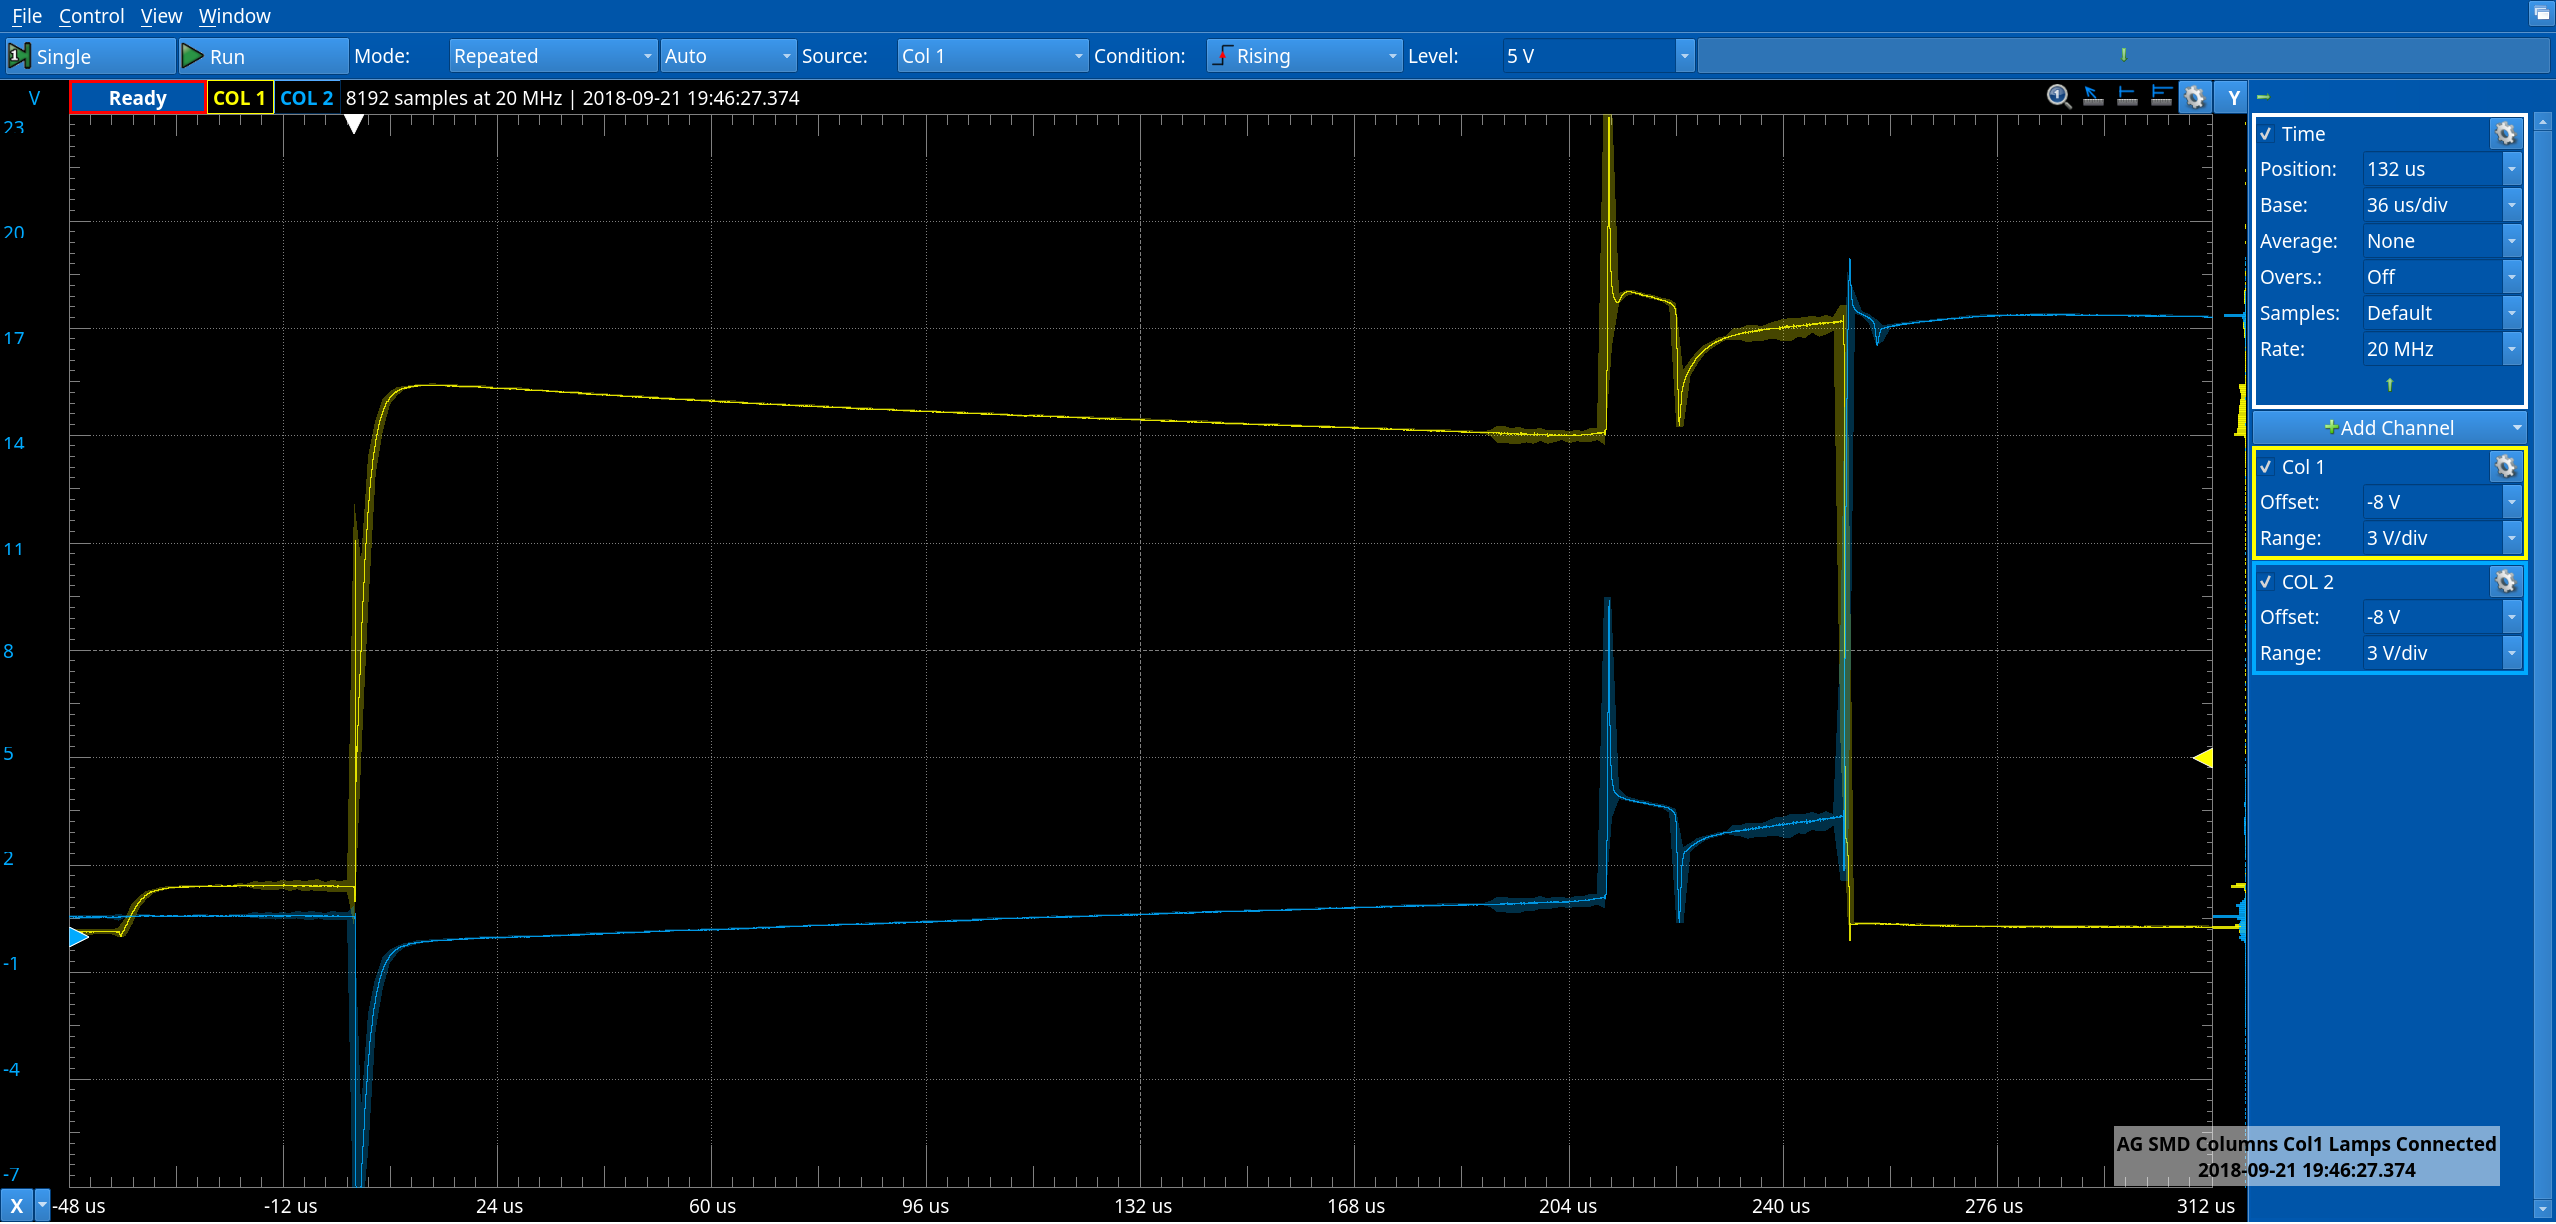 File Control View Window
Single Run Mode: Repeated Auto Source: Col 1 Condition: Rising Level: 5 V
V Ready COL 1 COL 2 8192 samples at 20 MHz | 2018-09-21 19:46:27.374 Y
23
20
17
14
11
8
5
2
-1
-4
-7
X -48 us -12 us 24 us 60 us 96 us 132 us 168 us 204 us 240 us 276 us 312 us
Time
Position: 132 us
Base: 36 us/div
Average: None
Overs.: Off
Samples: Default
Rate: 20 MHz
Add Channel
Col 1
Offset: -8 V
Range: 3 V/div
COL 2
Offset: -8 V
Range: 3 V/div
AG SMD Columns Col1 Lamps Connected
2018-09-21 19:46:27.374